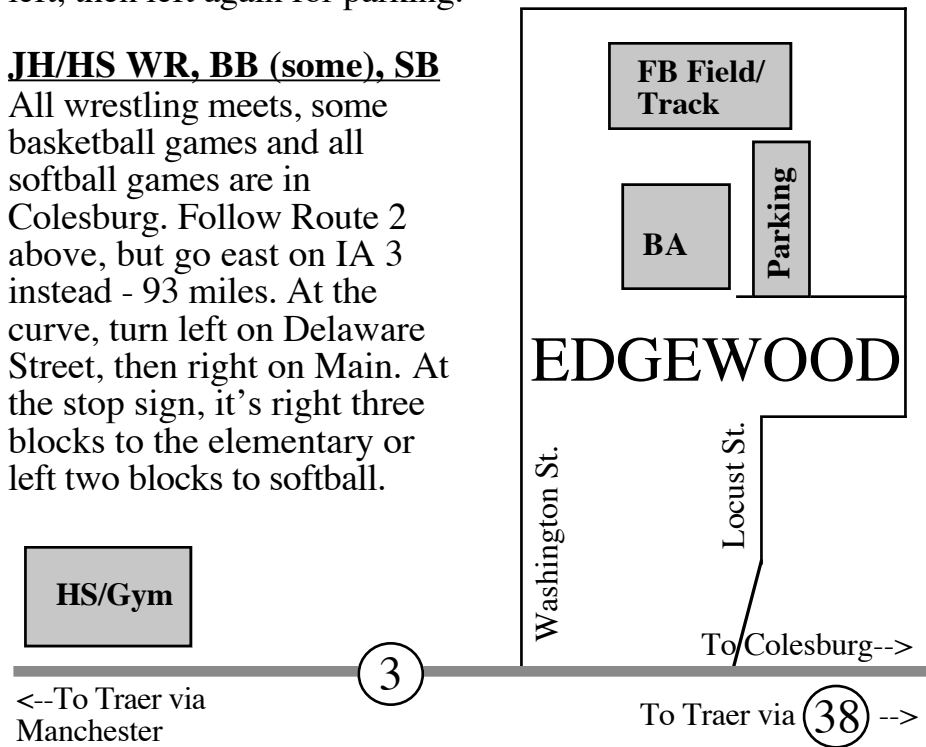 left, then left again for parking.
JH/HS WR, BB (some), SB
All wrestling meets, some
basketball games and all
softball games are in
Colesburg. Follow Route 2
above, but go east on IA 3
instead - 93 miles. At the
curve, turn left on Delaware
Street, then right on Main. At
the stop sign, it’s right three
blocks to the elementary or
left two blocks to softball.
FB Field/
Track
Parking
BA
EDGEWOOD
Washington St.
Locust St.
HS/Gym
To Colesburg-->
3
<--To Traer via
Manchester
To Traer via 38 -->